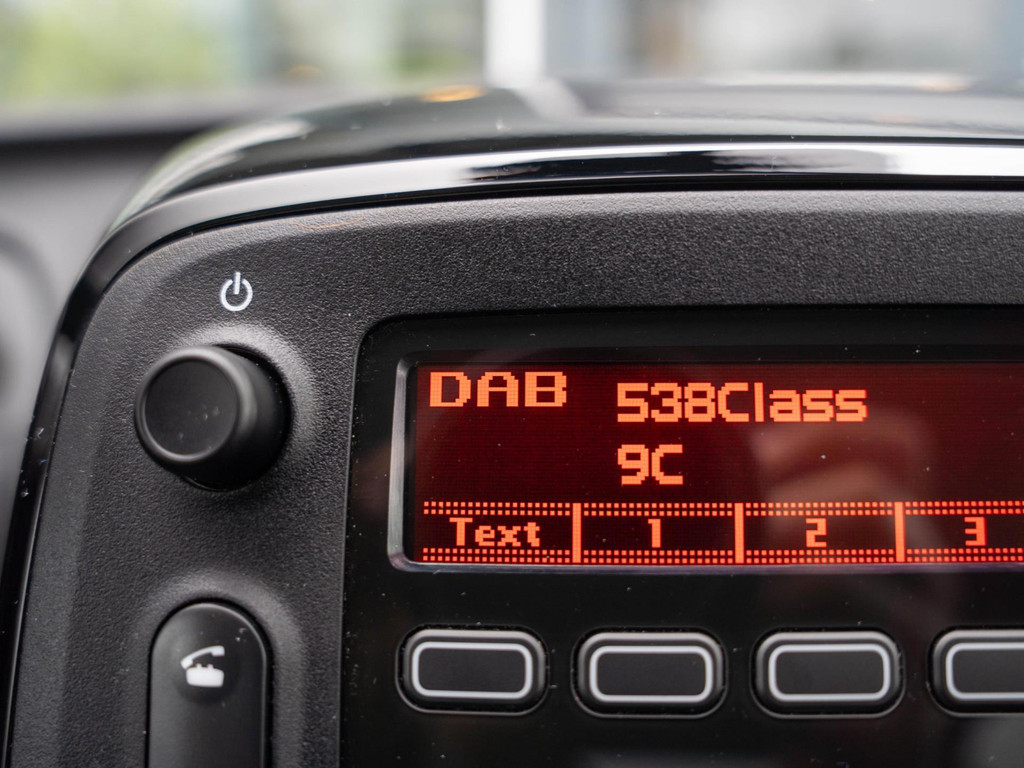 DAB 538Class
9C
Text 1 2 3